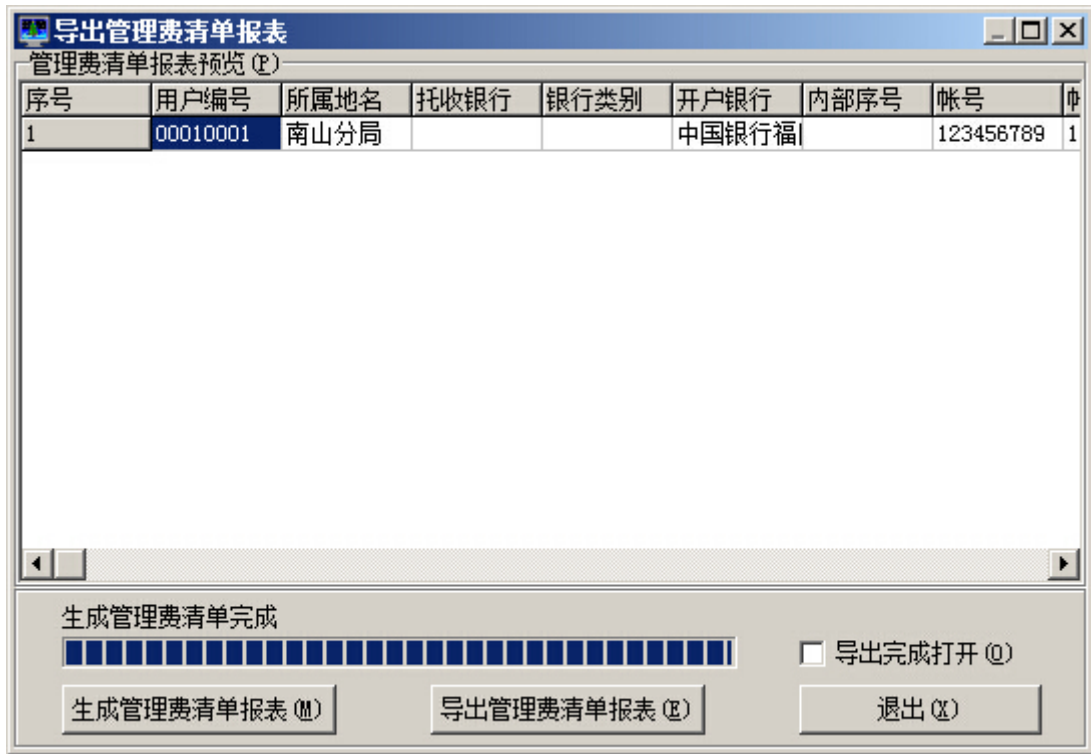 导出管理费清单报表
管理费清单报表预览(P)
序号 用户编号 所属地名 托收银行 银行类别 开户银行 内部序号 帐号
1 00010001 南山分局 中国银行福 123456789 1
生成管理费清单完成
导出完成打开(O)
生成管理费清单报表(M) 导出管理费清单报表(E) 退出(X)